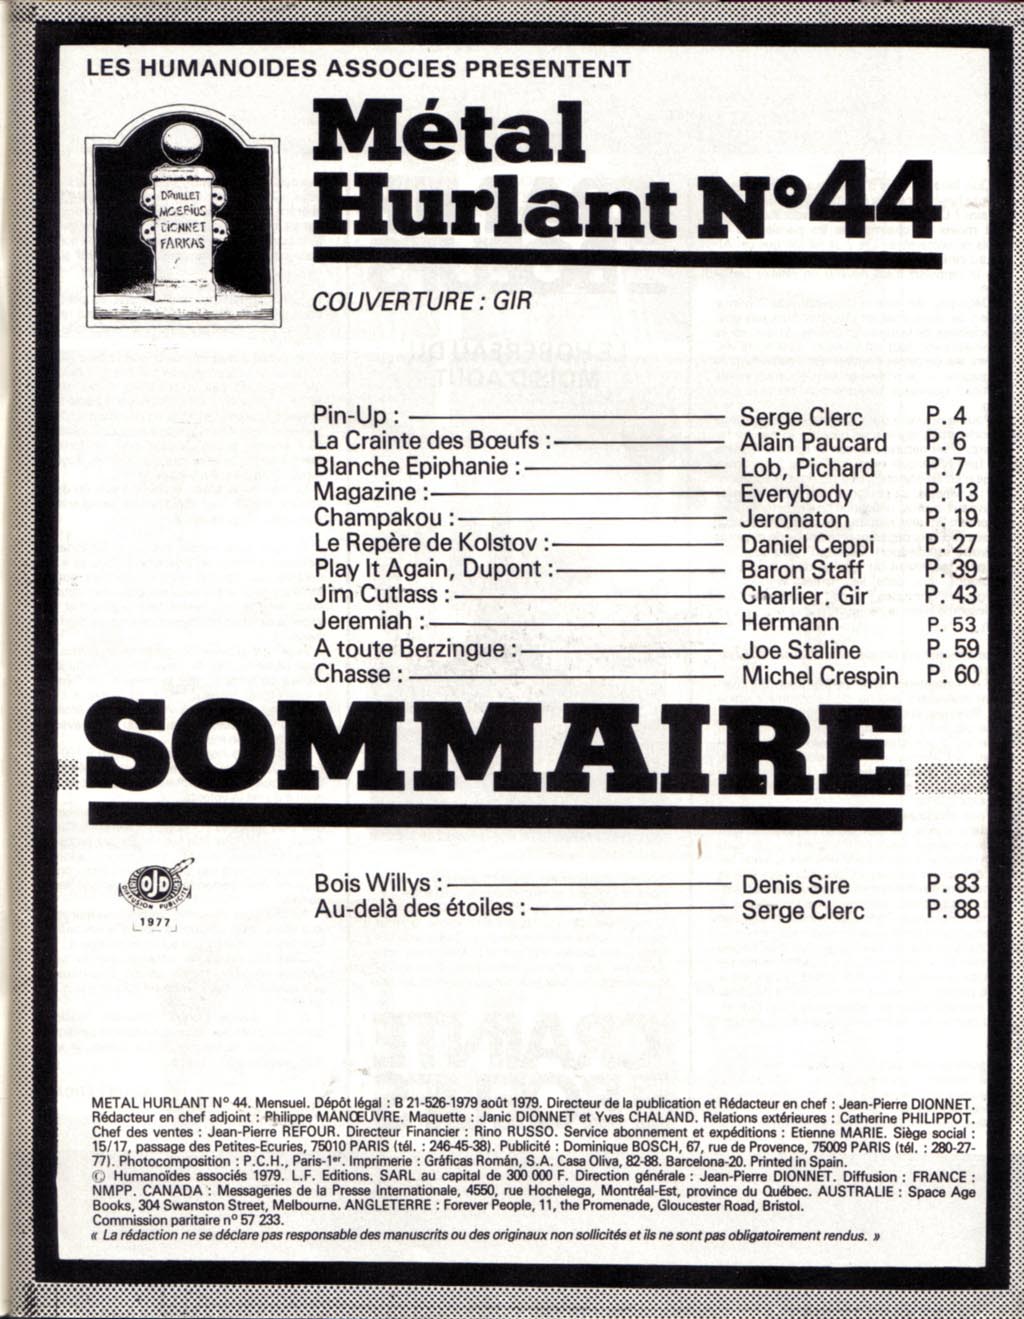 LES HUMANOIDES ASSOCIES PRESENTENT
DRUILLET
MOEBIUS
DIONNET
FARKAS
Métal
Hurlant N°44
COUVERTURE : GIR
Pin-Up : Serge Clerc P. 4
La Crainte des Bœufs : Alain Paucard P. 6
Blanche Epiphanie : Lob, Pichard P. 7
Magazine : Everybody P. 13
Champakou : Jeronaton P. 19
Le Repère de Kolstov : Daniel Ceppi P. 27
Play It Again, Dupont : Baron Staff P. 39
Jim Cutlass : Charlier, Gir P. 43
Jeremiah : Hermann P. 53
A toute Berzingue : Joe Staline P. 59
Chasse : Michel Crespin P. 60
SOMMAIRE
OJD
DIFFUSION PUBLICITE
1977
Bois Willys : Denis Sire P. 83
Au-delà des étoiles : Serge Clerc P. 88
METAL HURLANT N° 44. Mensuel. Dépôt légal : B 21-526-1979 août 1979. Directeur de la publication et Rédacteur en chef : Jean-Pierre DIONNET.
Rédacteur en chef adjoint : Philippe MANŒUVRE. Maquette : Janic DIONNET et Yves CHALAND. Relations extérieures : Catherine PHILIPPOT.
Chef des ventes : Jean-Pierre REFOUR. Directeur Financier : Rino RUSSO. Service abonnement et expéditions : Etienne MARIE. Siège social :
15/17, passage des Petites-Ecuries, 75010 PARIS (tél. : 246-45-38). Publicité : Dominique BOSCH, 67, rue de Provence, 75009 PARIS (tél. : 280-27-
77). Photocomposition : P.C.H., Paris-1er. Imprimerie : Gráficas Román, S.A. Casa Oliva, 82-88. Barcelona-20. Printed in Spain.
© Humanoïdes associés 1979. L.F. Editions. SARL au capital de 300 000 F. Direction générale : Jean-Pierre DIONNET. Diffusion : FRANCE :
NMPP. CANADA : Messageries de la Presse Internationale, 4550, rue Hochelega, Montréal-Est, province du Québec. AUSTRALIE : Space Age
Books, 304 Swanston Street, Melbourne. ANGLETERRE : Forever People, 11, the Promenade, Gloucester Road, Bristol.
Commission paritaire n° 57 233.
« La rédaction ne se déclare pas responsable des manuscrits ou des originaux non sollicités et ils ne sont pas obligatoirement rendus. »